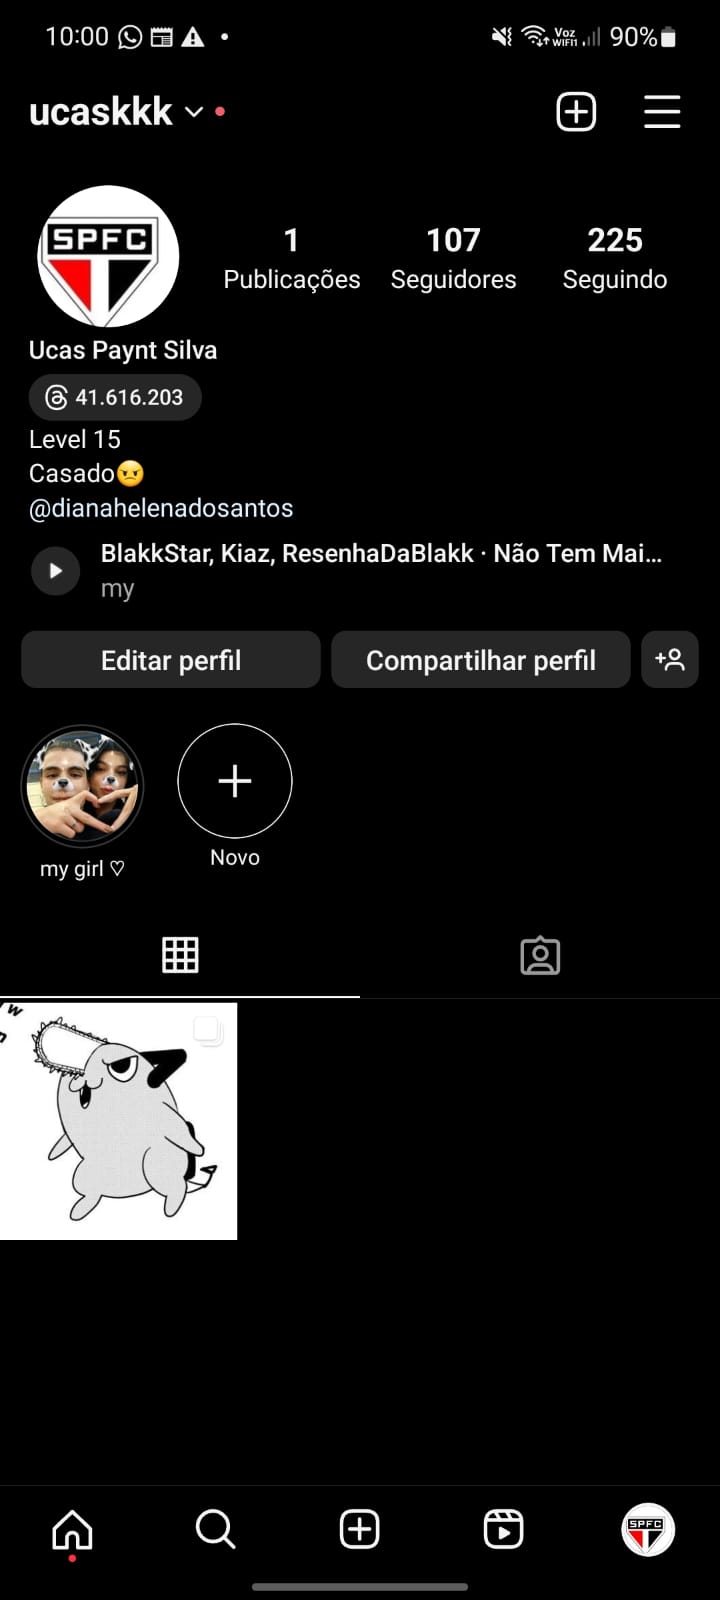 10:00
Voz
WIFI1
90%
ucaskkk
SPFC
1
107
225
Publicações
Seguidores
Seguindo
Ucas Paynt Silva
41.616.203
Level 15
Casado😠
@dianahelenadosantos
BlakkStar, Kiaz, ResenhaDaBlakk · Não Tem Mai...
my
Editar perfil
Compartilhar perfil
my girl ♡
Novo
SPFC